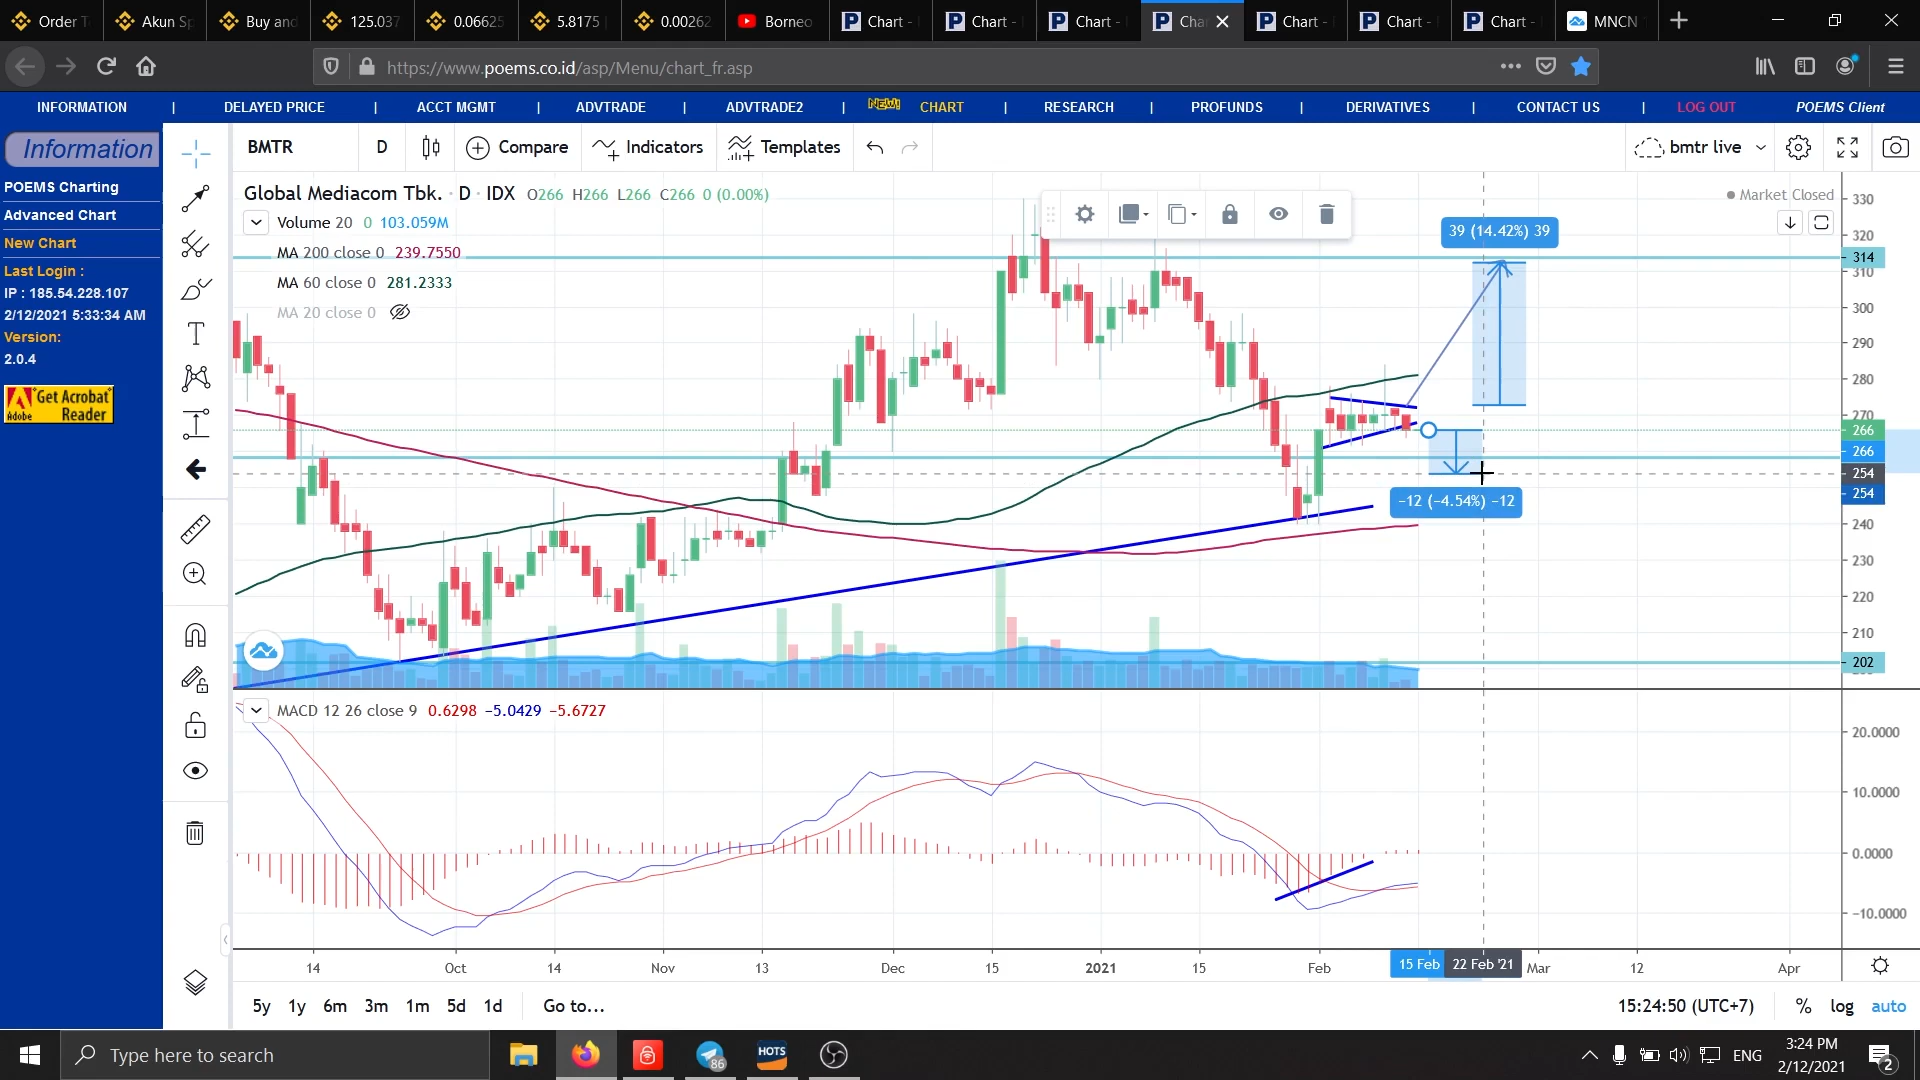 Order T
Akun Sp
Buy and
125.037
0.06625
5.8175
0.00262
Borneo
Chart -
Chart -
Chart -
Cha
Chart -
Chart -
Chart -
MNCN
https://www.poems.co.id/asp/Menu/chart_fr.asp
INFORMATION | DELAYED PRICE | ACCT MGMT | ADVTRADE | ADVTRADE2 | NEW! CHART | RESEARCH | PROFUNDS | DERIVATIVES | CONTACT US | LOG OUT POEMS Client
Information
POEMS Charting
Advanced Chart
New Chart
Last Login :
IP : 185.54.228.107
2/12/2021 5:33:34 AM
Version:
2.0.4
Get Acrobat
Reader
Adobe
BMTR D Compare Indicators Templates bmtr live
Global Mediacom Tbk. · D · IDX O266 H266 L266 C266 0 (0.00%)
Market Closed
Volume 20 0 103.059M
MA 200 close 0 239.7550
MA 60 close 0 281.2333
MA 20 close 0
39 (14.42%) 39
−12 (−4.54%) −12
330
320
314
310
300
290
280
270
266
266
254
254
240
230
220
210
202
MACD 12 26 close 9 0.6298 −5.0429 −5.6727
20.0000
10.0000
0.0000
−10.0000
14 Oct 14 Nov 13 Dec 15 2021 15 Feb 15 Feb 22 Feb '21 Mar 12 Apr
5y 1y 6m 3m 1m 5d 1d Go to...
15:24:50 (UTC+7) % log auto
Type here to search
86
HOTS
ENG
3:24 PM
2/12/2021
2